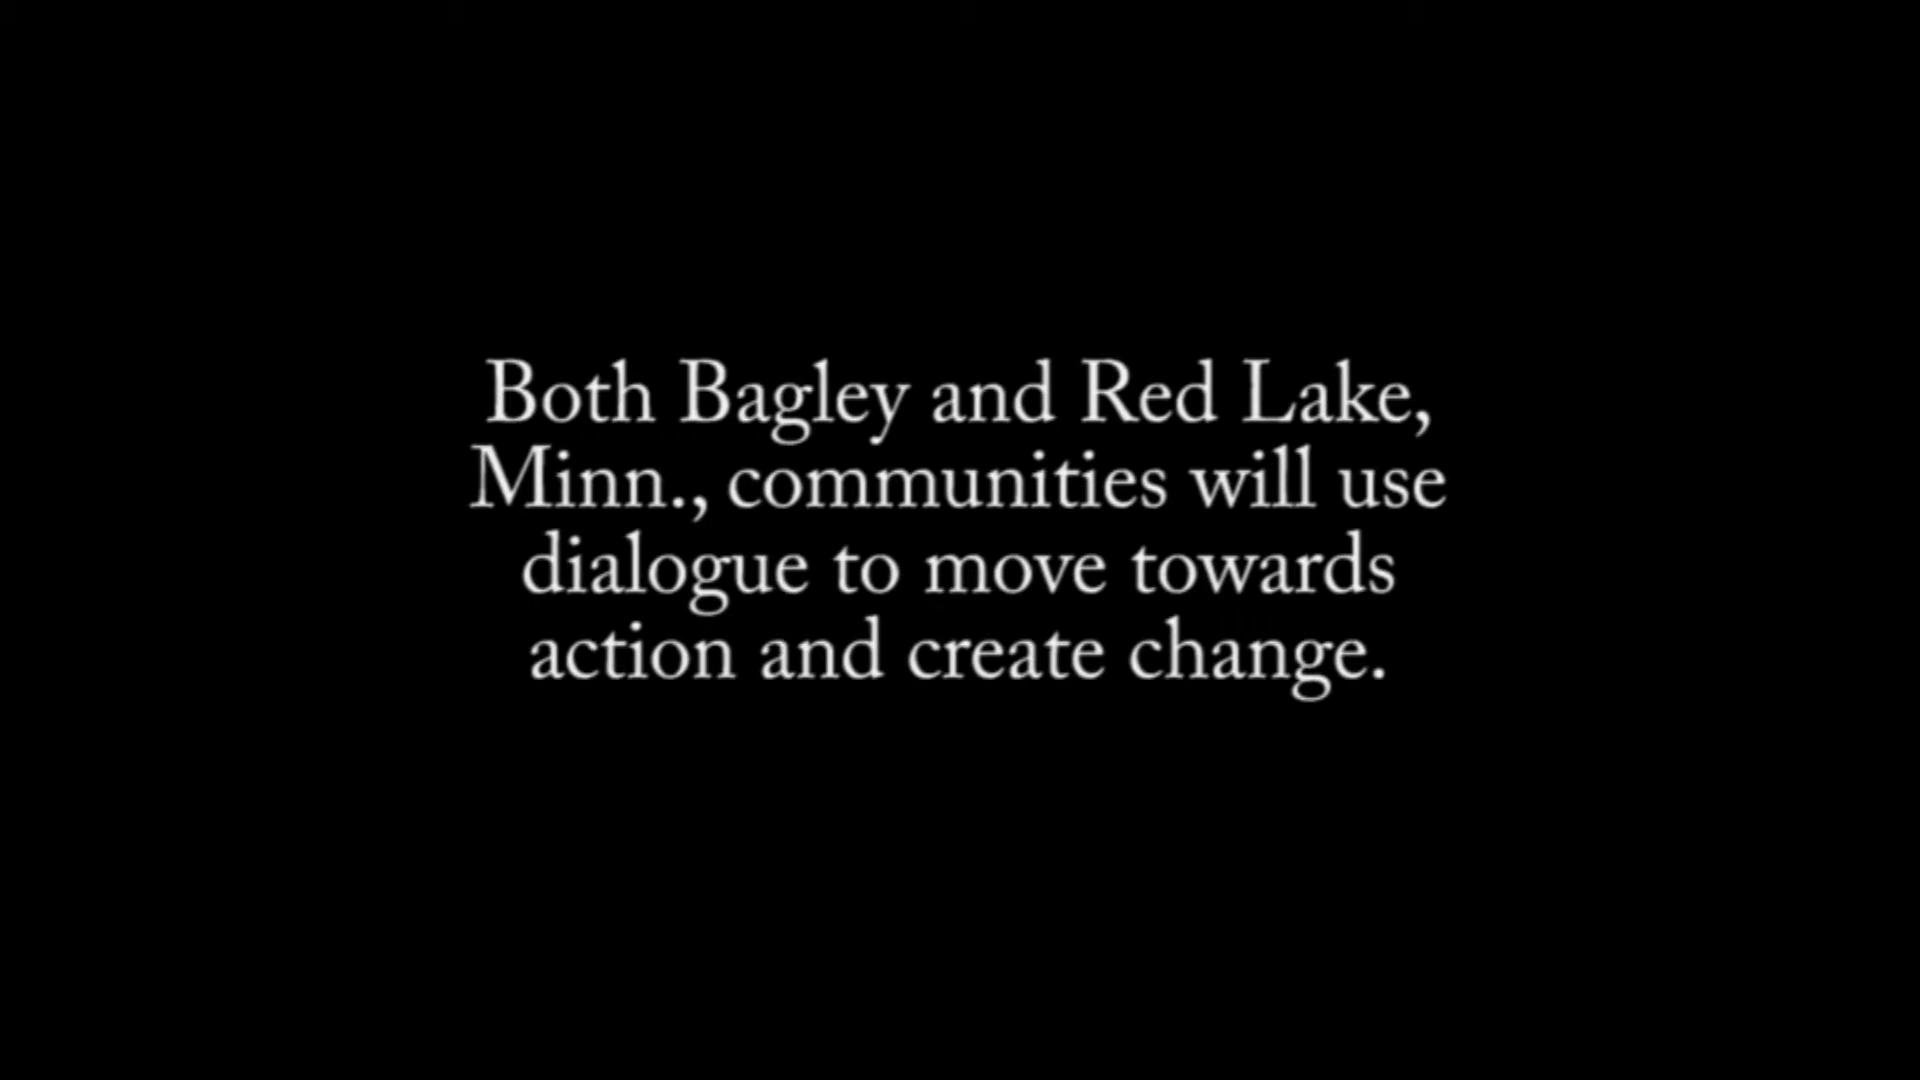 Both Bagley and Red Lake,
Minn., communities will use
dialogue to move towards
action and create change.